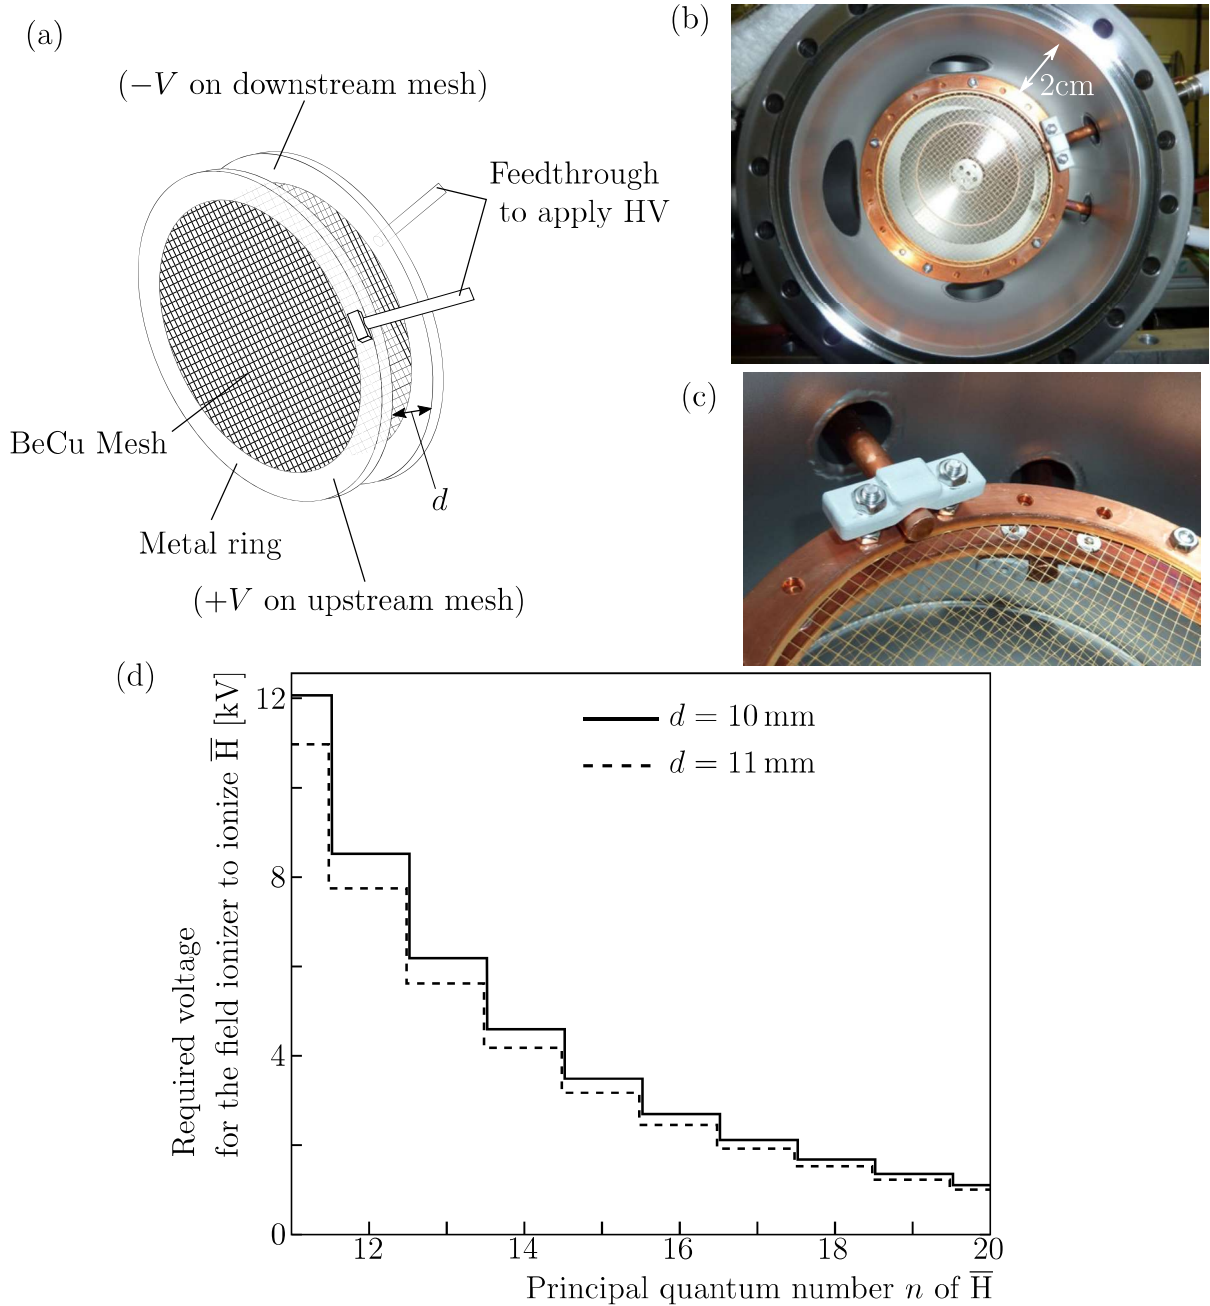 (a)
(−V on downstream mesh)
Feedthrough
to apply HV
BeCu Mesh
d
Metal ring
(+V on upstream mesh)
(b)
2cm
(c)
(d)
Required voltage
for the field ionizer to ionize H̅ [kV]
12
8
4
0
d = 10 mm
d = 11 mm
12 14 16 18 20
Principal quantum number n of H̅